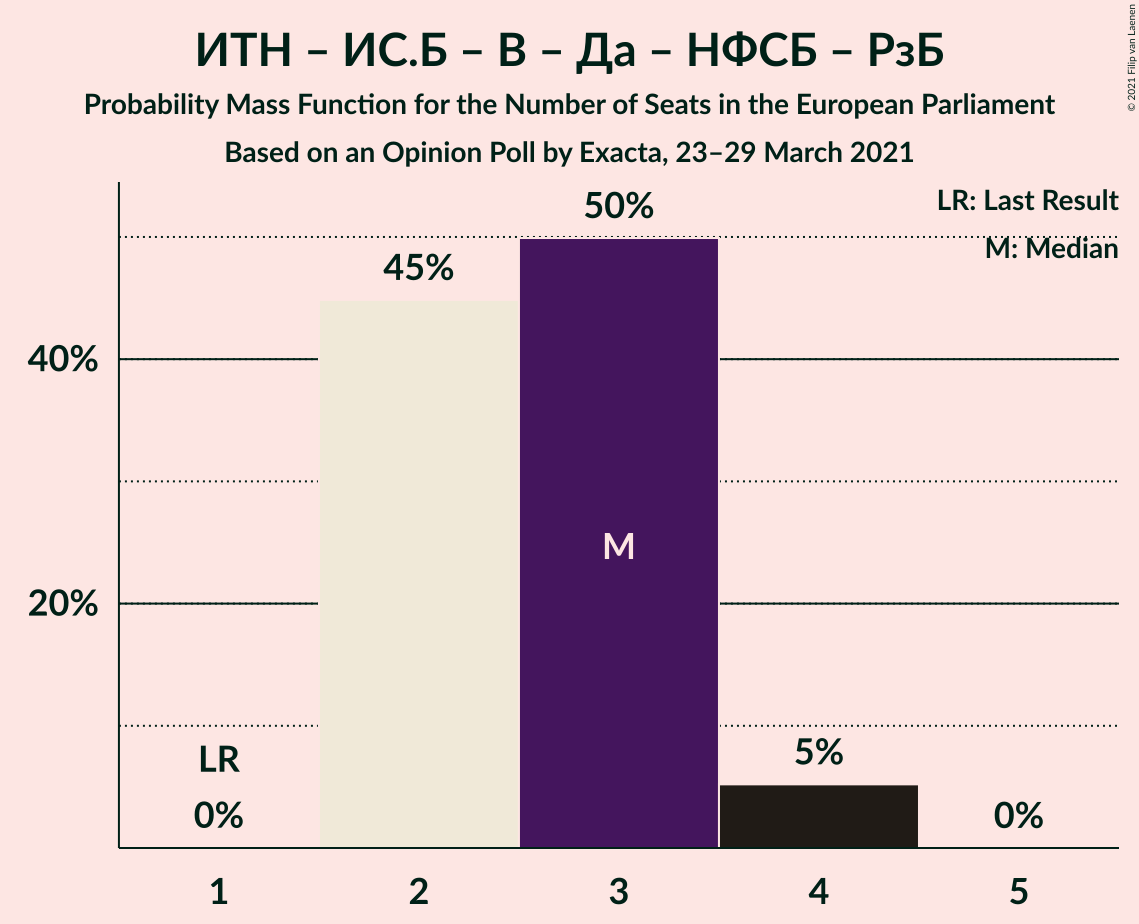 ИТН – ИС.Б – В – Да – НФСБ – РзБ
Probability Mass Function for the Number of Seats in the European Parliament
Based on an Opinion Poll by Exacta, 23–29 March 2021
© 2021 Filip van Laenen
LR: Last Result
M: Median
50%
45%
40%
M
20%
LR
5%
0%
0%
1
2
3
4
5